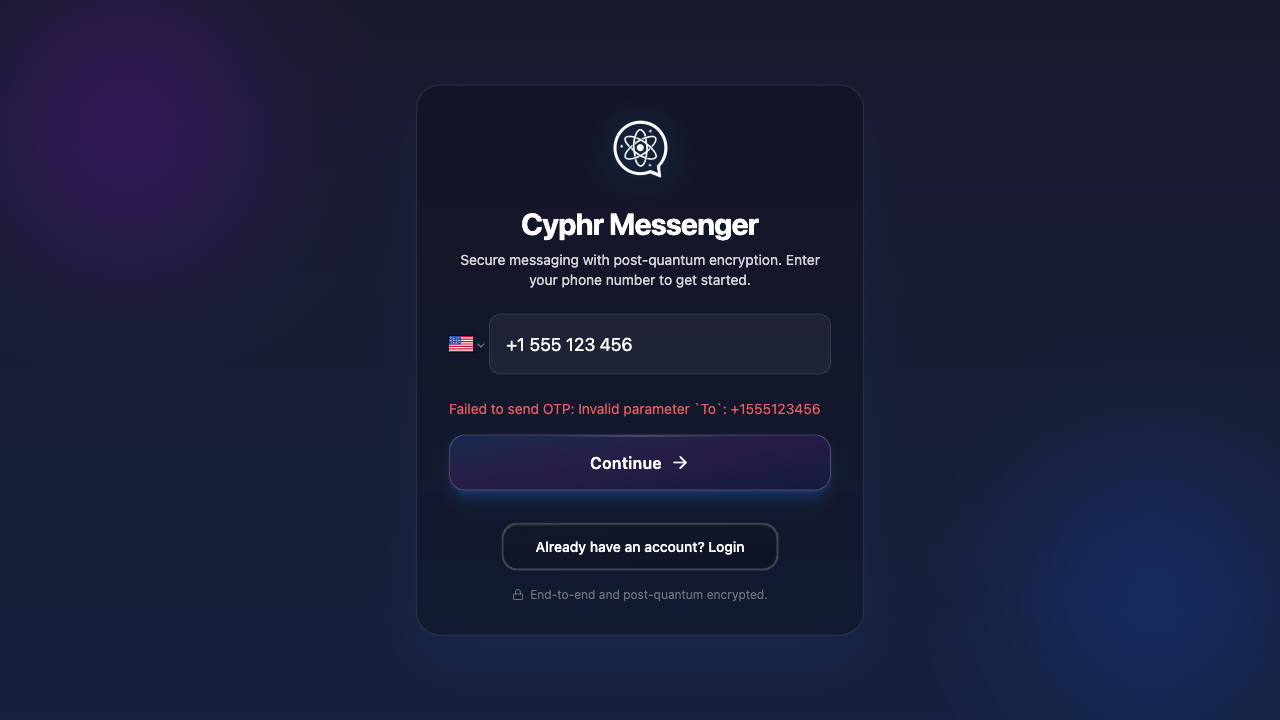 Cyphr Messenger
Secure messaging with post-quantum encryption. Enter
your phone number to get started.
+1 555 123 456
Failed to send OTP: Invalid parameter `To`: +1555123456
Continue →
Already have an account? Login
End-to-end and post-quantum encrypted.